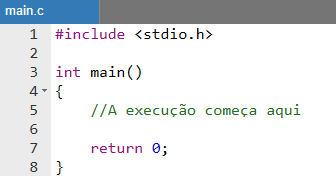 main.c
1 #include <stdio.h>
2
3 int main()
4 {
5     //A execução começa aqui
6
7     return 0;
8 }